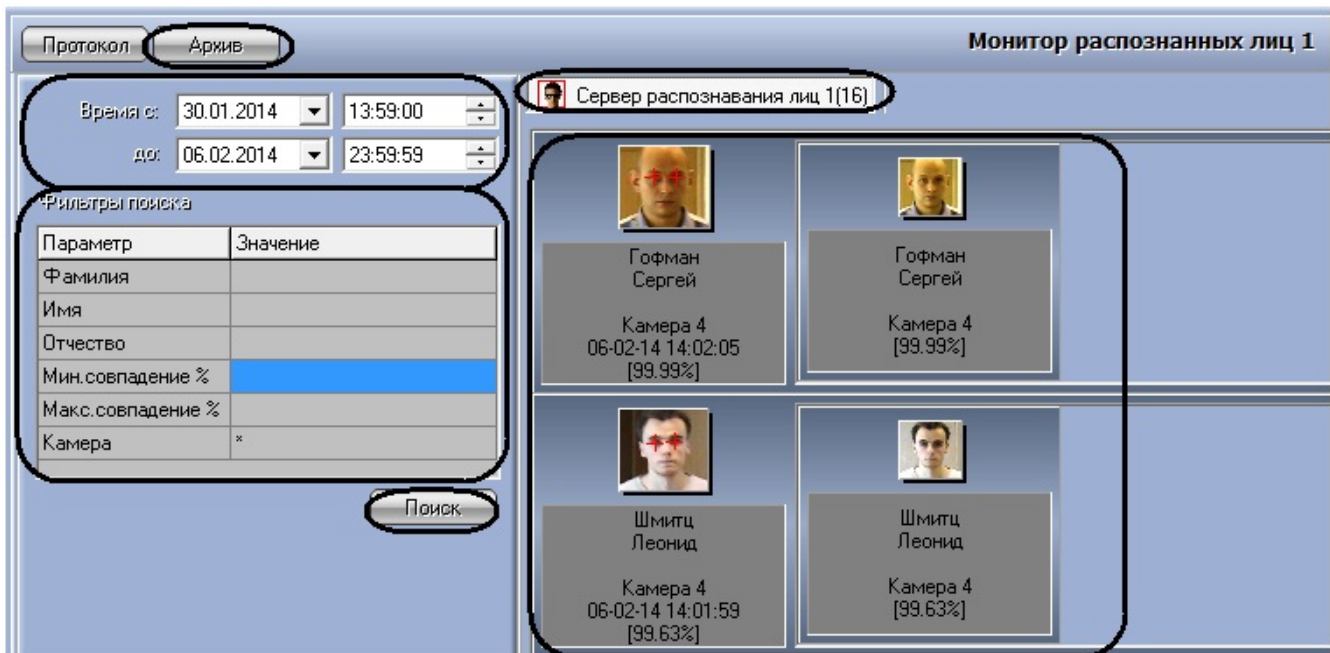 Протокол Архив Монитор распознанных лиц 1
Время с: 30.01.2014 13:59:00
до: 06.02.2014 23:59:59
Фильтры поиска
Параметр Значение
Фамилия
Имя
Отчество
Мин.совпадение %
Макс.совпадение %
Камера *
Поиск
Сервер распознавания лиц 1(16)
Гофман
Сергей
Камера 4
06-02-14 14:02:05
[99.99%]
Гофман
Сергей
Камера 4
[99.99%]
Шмитц
Леонид
Камера 4
06-02-14 14:01:59
[99.63%]
Шмитц
Леонид
Камера 4
[99.63%]